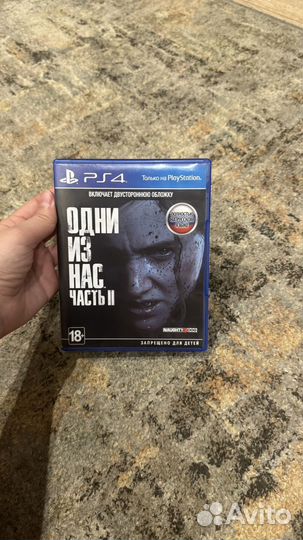 PS4
Только на PlayStation.
ВКЛЮЧАЕТ ДВУСТОРОННЮЮ ОБЛОЖКУ
ОДНИ
ИЗ
НАС
ЧАСТЬ II
18+
NAUGHTY DOG
ЗАПРЕЩЕНО ДЛЯ ДЕТЕЙ
Avito